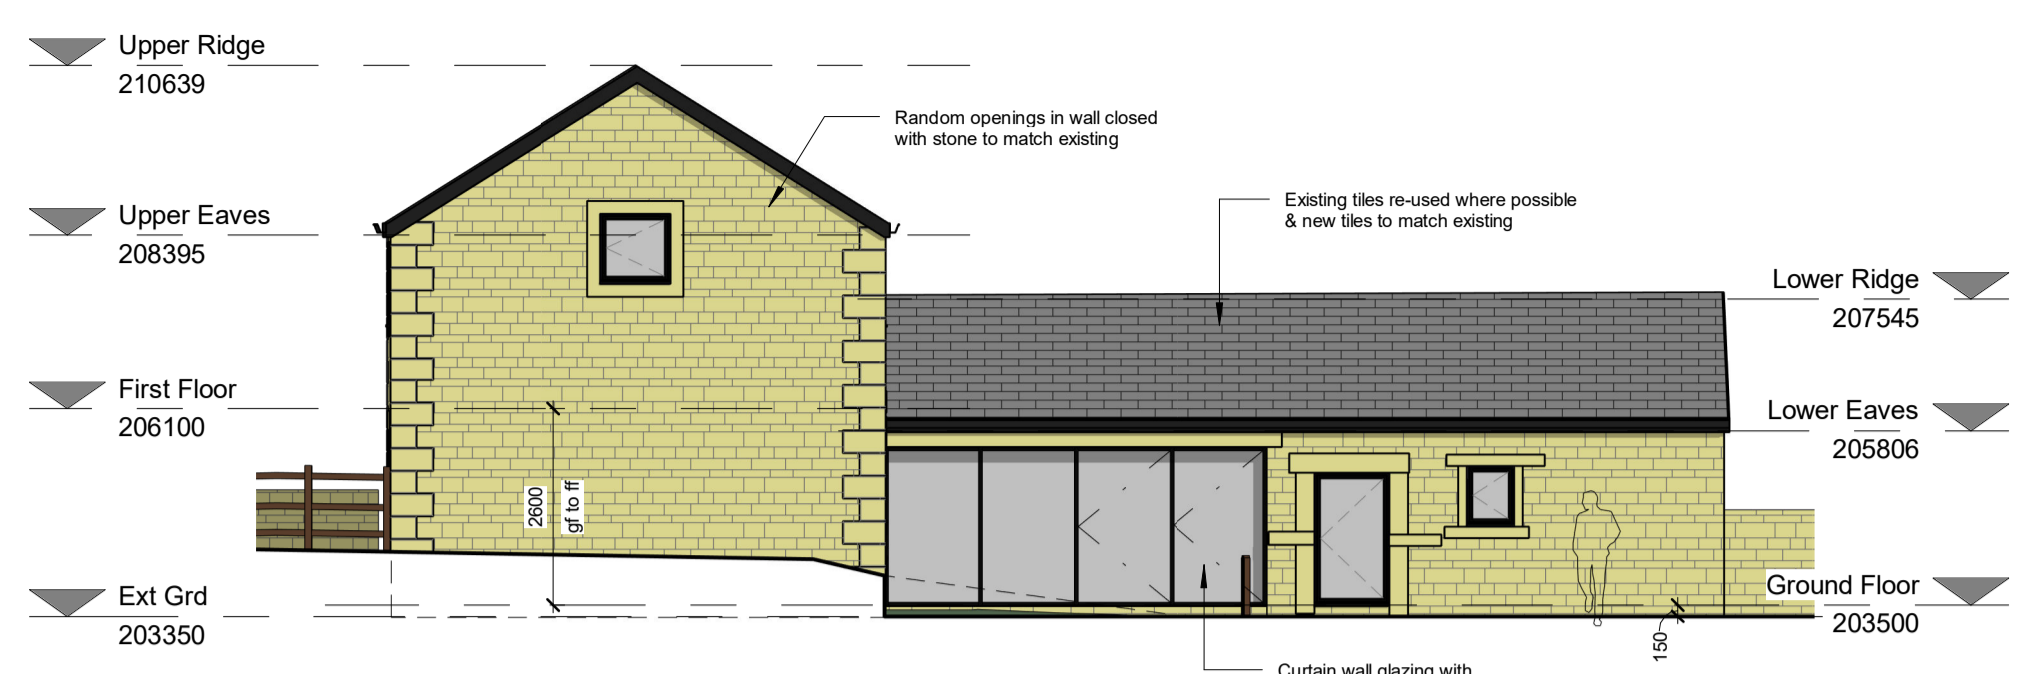 Upper Ridge
210639
Random openings in wall closed
with stone to match existing
Existing tiles re-used where possible
& new tiles to match existing
Upper Eaves
208395
Lower Ridge
207545
First Floor
206100
Lower Eaves
205806
2600
gf to ff
Ext Grd
203350
Ground Floor
203500
150
Curtain wall glazing with